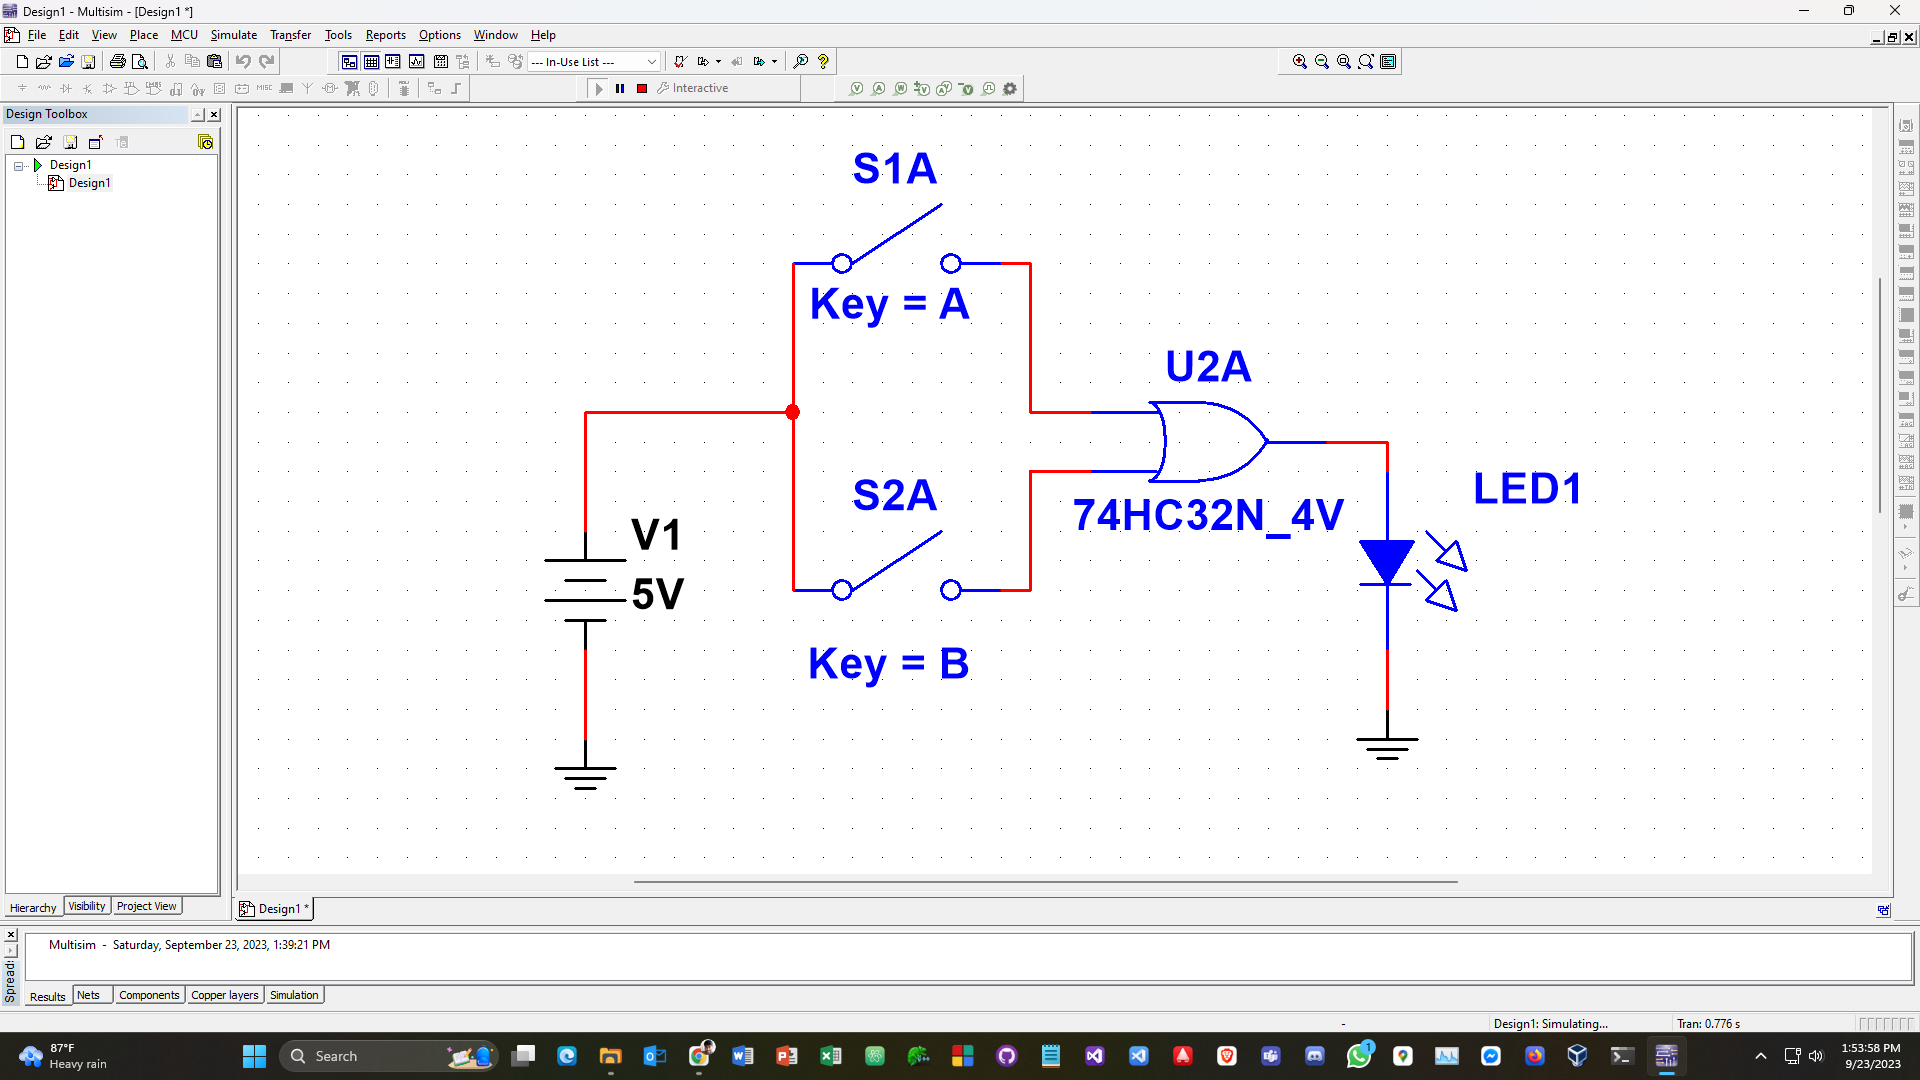 Design1 - Multisim - [Design1 *]
File Edit View Place MCU Simulate Transfer Tools Reports Options Window Help
--- In-Use List ---
Interactive
Design Toolbox
Design1
Design1
S1A
Key = A
U2A
74HC32N_4V
S2A
Key = B
V1
5V
LED1
Hierarchy Visibility Project View
Design1 *
Multisim - Saturday, September 23, 2023, 1:39:21 PM
Results Nets Components Copper layers Simulation
- Design1: Simulating... Tran: 0.776 s
87°F
Heavy rain
Search
1
1:53:58 PM
9/23/2023